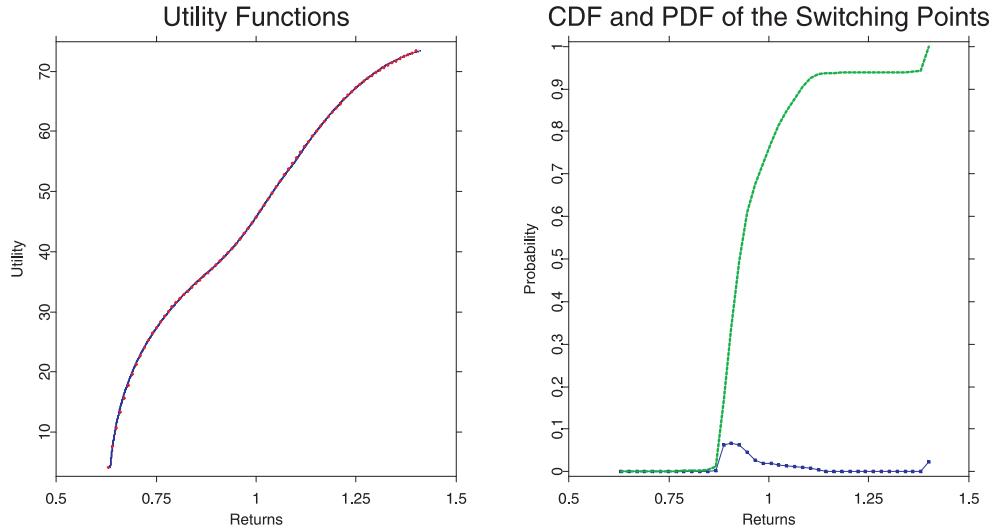 Utility Functions
70
60
50
40
30
20
10
Utility
0.5 0.75 1 1.25 1.5
Returns
CDF and PDF of the Switching Points
1
0.9
0.8
0.7
0.6
0.5
0.4
0.3
0.2
0.1
0
Probability
0.5 0.75 1 1.25 1.5
Returns